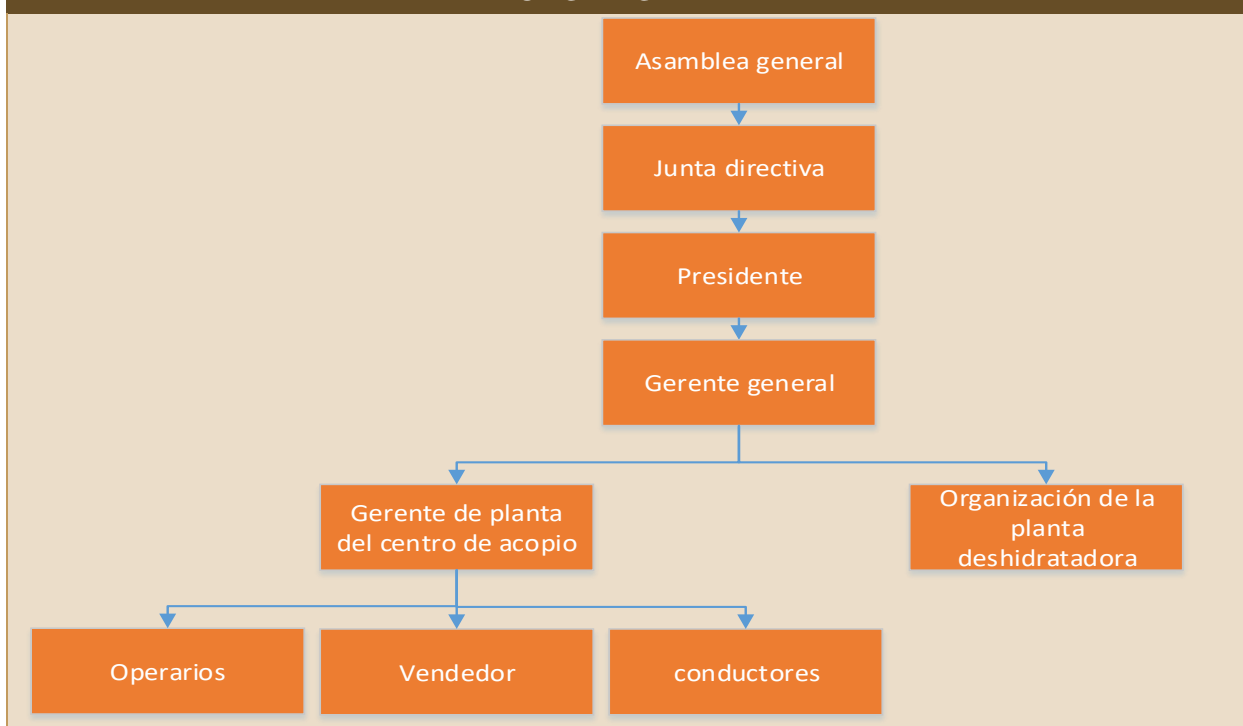 Asamblea general
Junta directiva
Presidente
Gerente general
Gerente de planta
del centro de acopio
Organización de la
planta
deshidratadora
Operarios
Vendedor
conductores